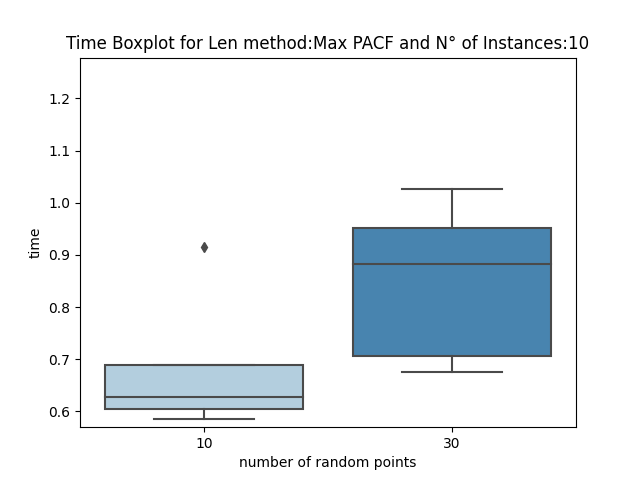 Time Boxplot for Len method:Max PACF and N° of Instances:10
1.2
1.1
1.0
0.9
0.8
0.7
0.6
time
10 30
number of random points